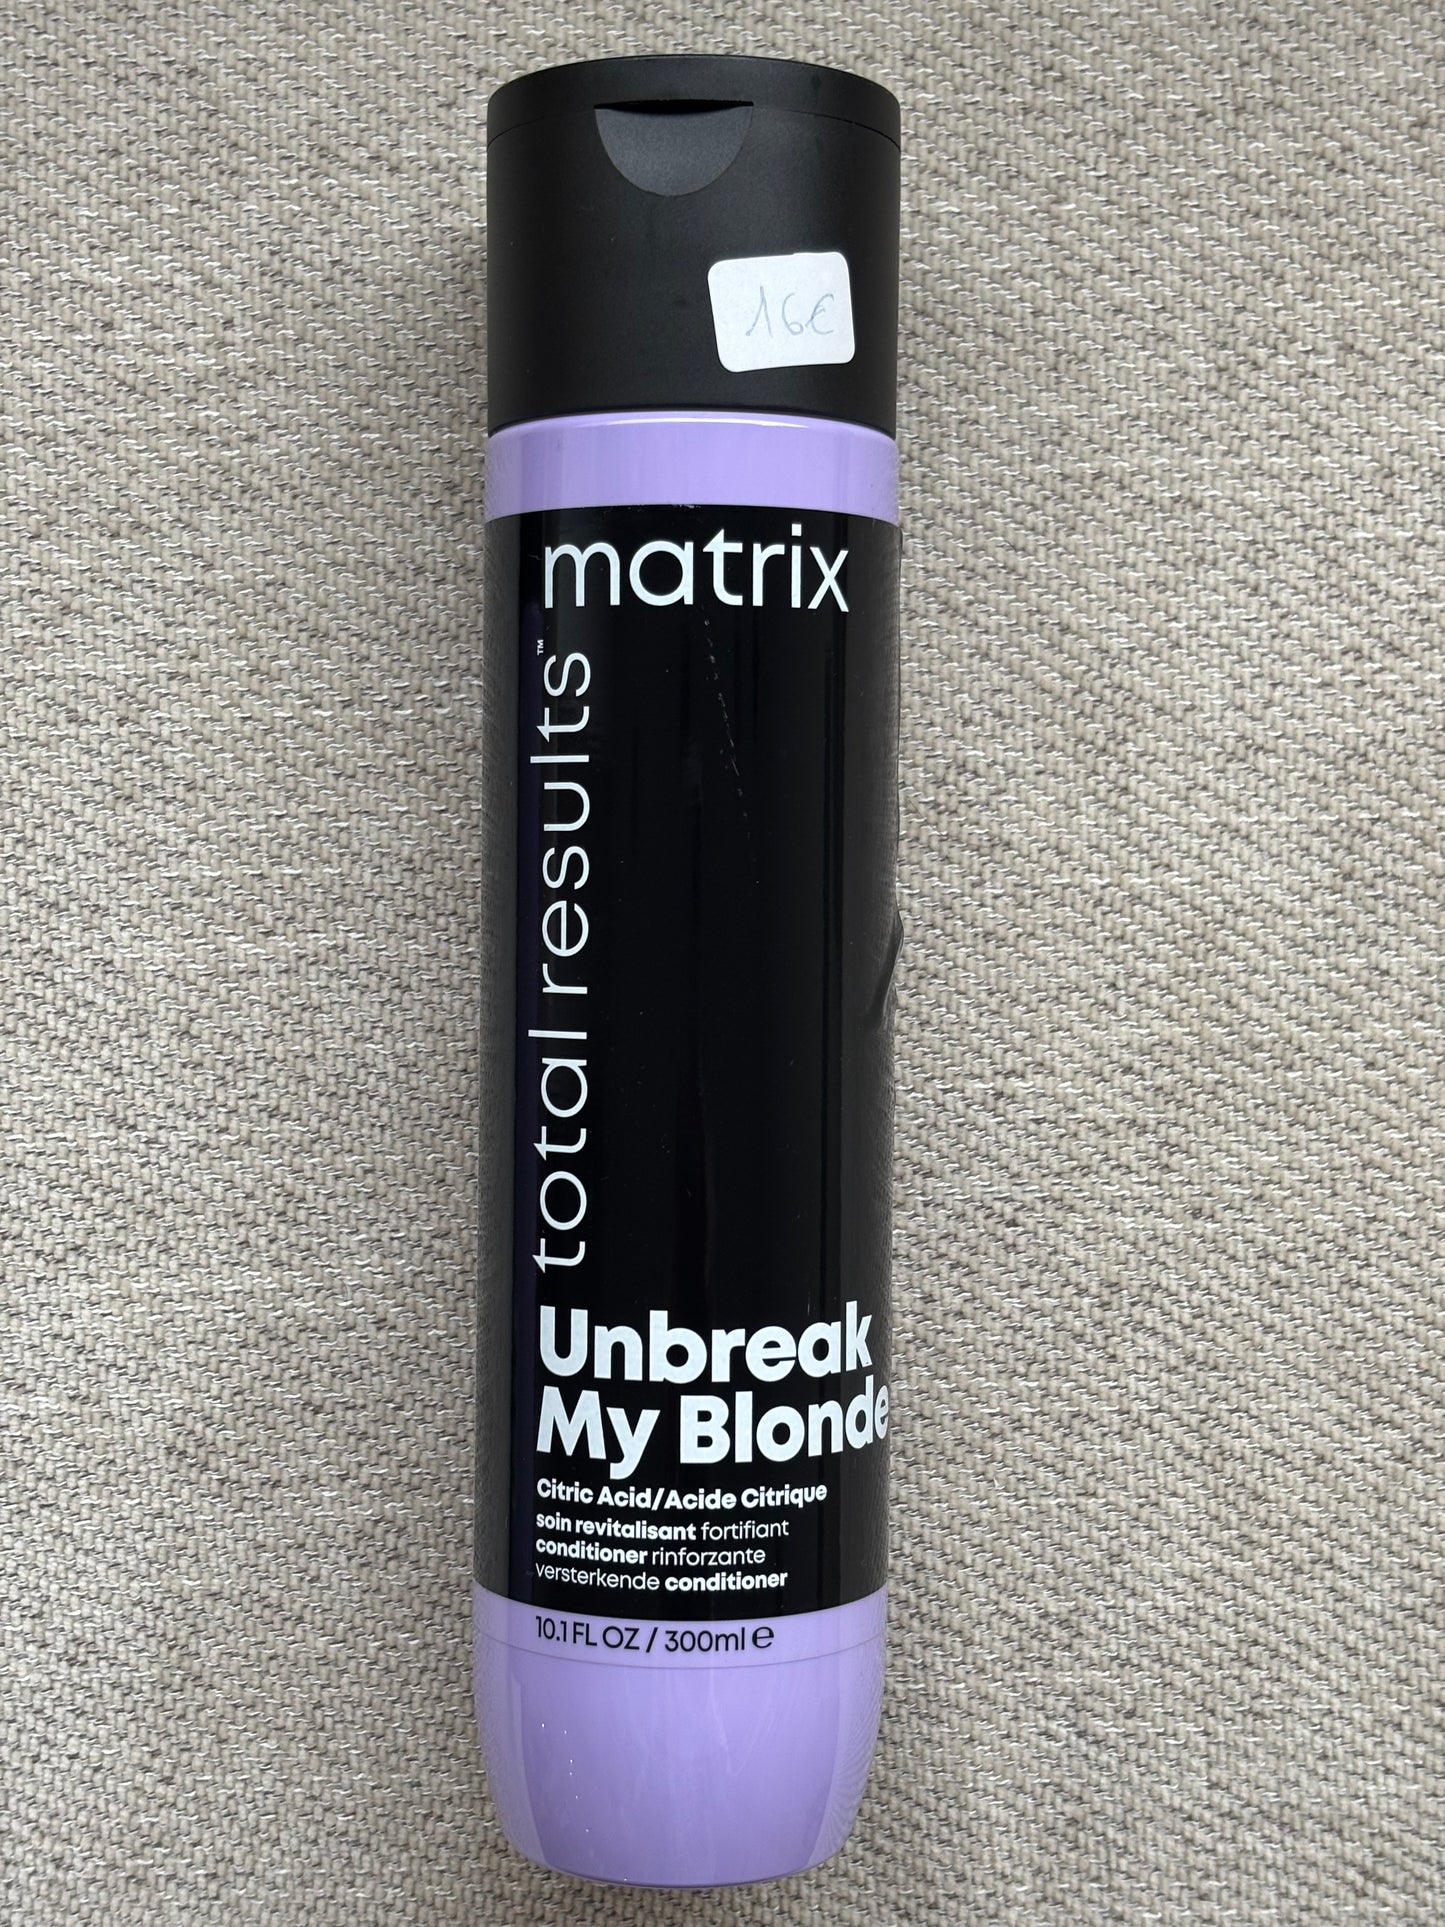 16€
matrix
total results™
Unbreak
My Blonde
Citric Acid/Acide Citrique
soin revitalisant fortifiant
conditioner rinforzante
versterkende conditioner
10.1 FL OZ / 300ml e